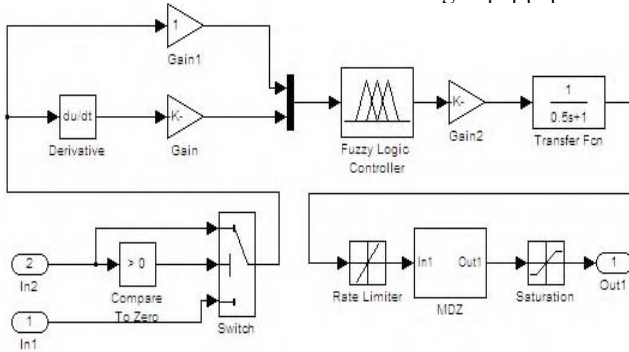 1
Gain1
du/dt
Derivative
K-
Gain
Fuzzy Logic
Controller
K-
Gain2
1
0.5s+1
Transfer Fcn
2
In2
> 0
Compare
To Zero
1
In1
Switch
Rate Limiter
In1
Out1
MDZ
Saturation
1
Out1